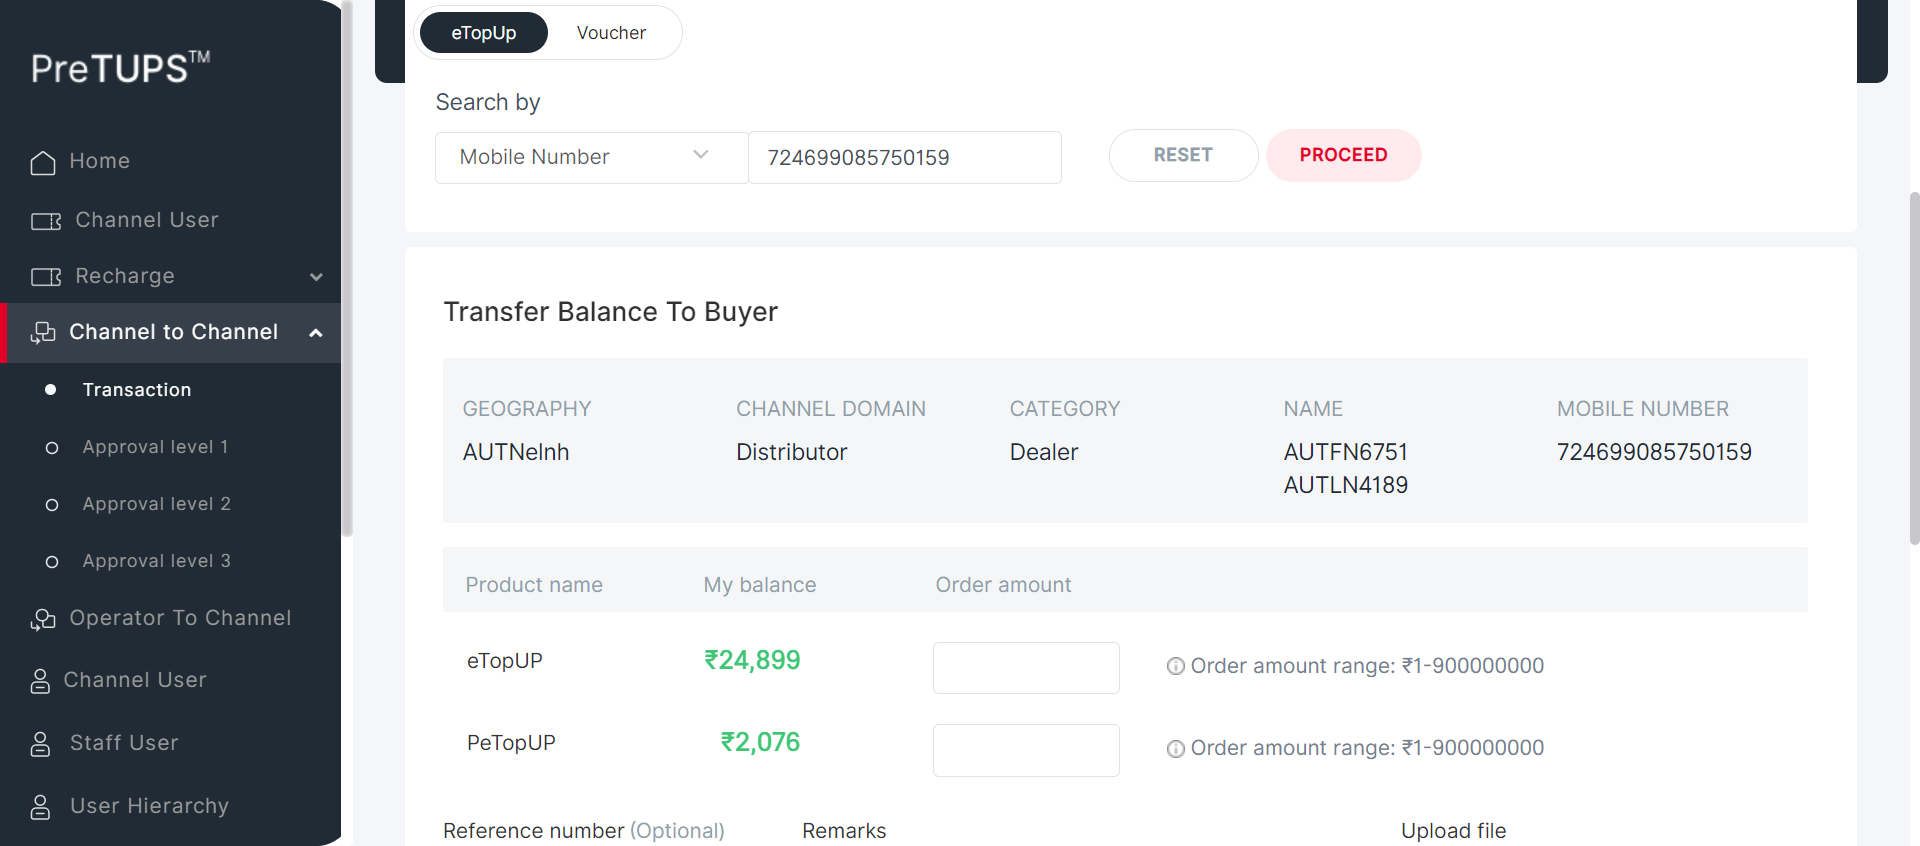 PreTUPS™
Home
Channel User
Recharge
Channel to Channel
Transaction
Approval level 1
Approval level 2
Approval level 3
Operator To Channel
Channel User
Staff User
User Hierarchy
eTopUp Voucher
Search by
Mobile Number 724699085750159 RESET PROCEED
Transfer Balance To Buyer
GEOGRAPHY CHANNEL DOMAIN CATEGORY NAME MOBILE NUMBER
AUTNelnh Distributor Dealer AUTFN6751 724699085750159
AUTLN4189
Product name My balance Order amount
eTopUP ₹24,899 Order amount range: ₹1-900000000
PeTopUP ₹2,076 Order amount range: ₹1-900000000
Reference number (Optional) Remarks Upload file